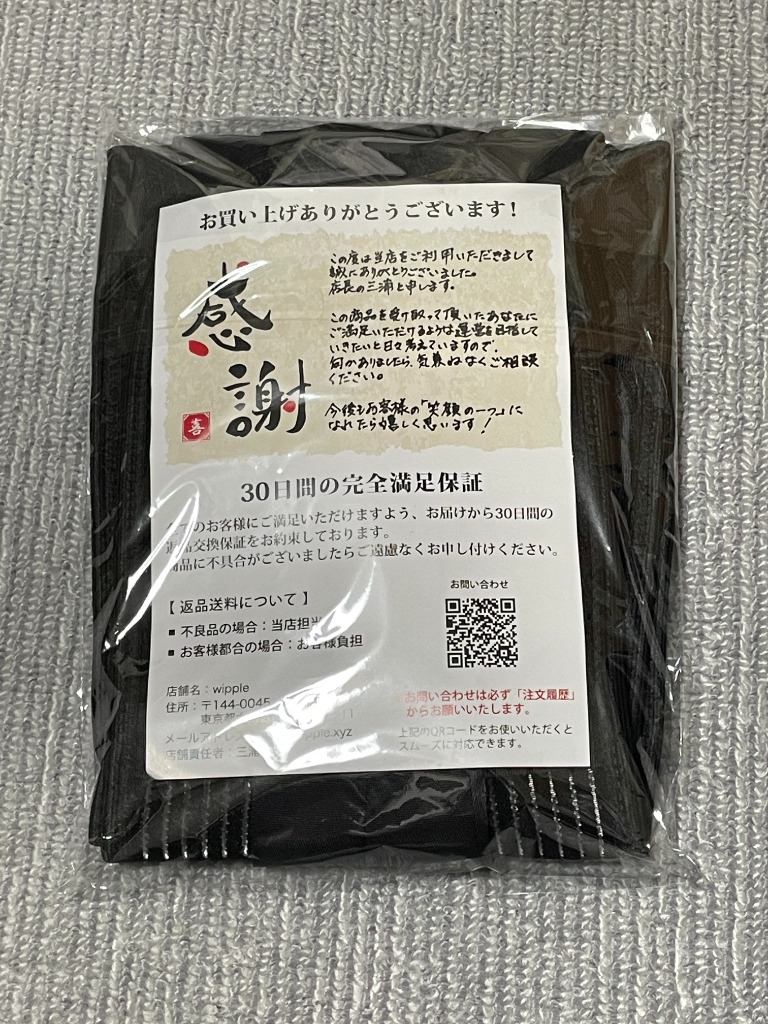 お買い上げありがとうございます!
感謝
喜
この度は当店をご利用いただきまして
誠にありがとうございました。
店長の三浦と申します。
この商品を受け取って頂いたあなたに
ご満足いただけるような運営を目指して
いきたいと日々考えていますので、
何かありましたら、気兼ねなくご相談
ください。
今後もお客様の「笑顔の一つ」に
なれたら嬉しく思います!
30日間の完全満足保証
のお客様にご満足いただけますよう、お届けから30日間の
返品交換保証をお約束しております。
商品に不具合がございましたらご遠慮なくお申し付けください。
【 返品送料について 】
■ 不良品の場合:当店担当
■ お客様都合の場合:お客様負担
お問い合わせ
店舗名:wipple
住所:〒144-0045
東京都
メールアドレ
ple.xyz
店舗責任者:三浦
お問い合わせは必ず「注文履歴」
からお願いいたします。
上記のQRコードをお使いいただくと
スムーズに対応できます。